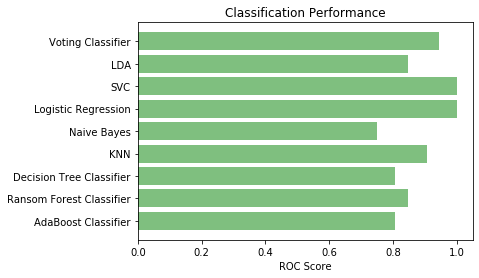 Classification Performance
Voting Classifier
LDA
SVC
Logistic Regression
Naive Bayes
KNN
Decision Tree Classifier
Ransom Forest Classifier
AdaBoost Classifier
0.0 0.2 0.4 0.6 0.8 1.0
ROC Score